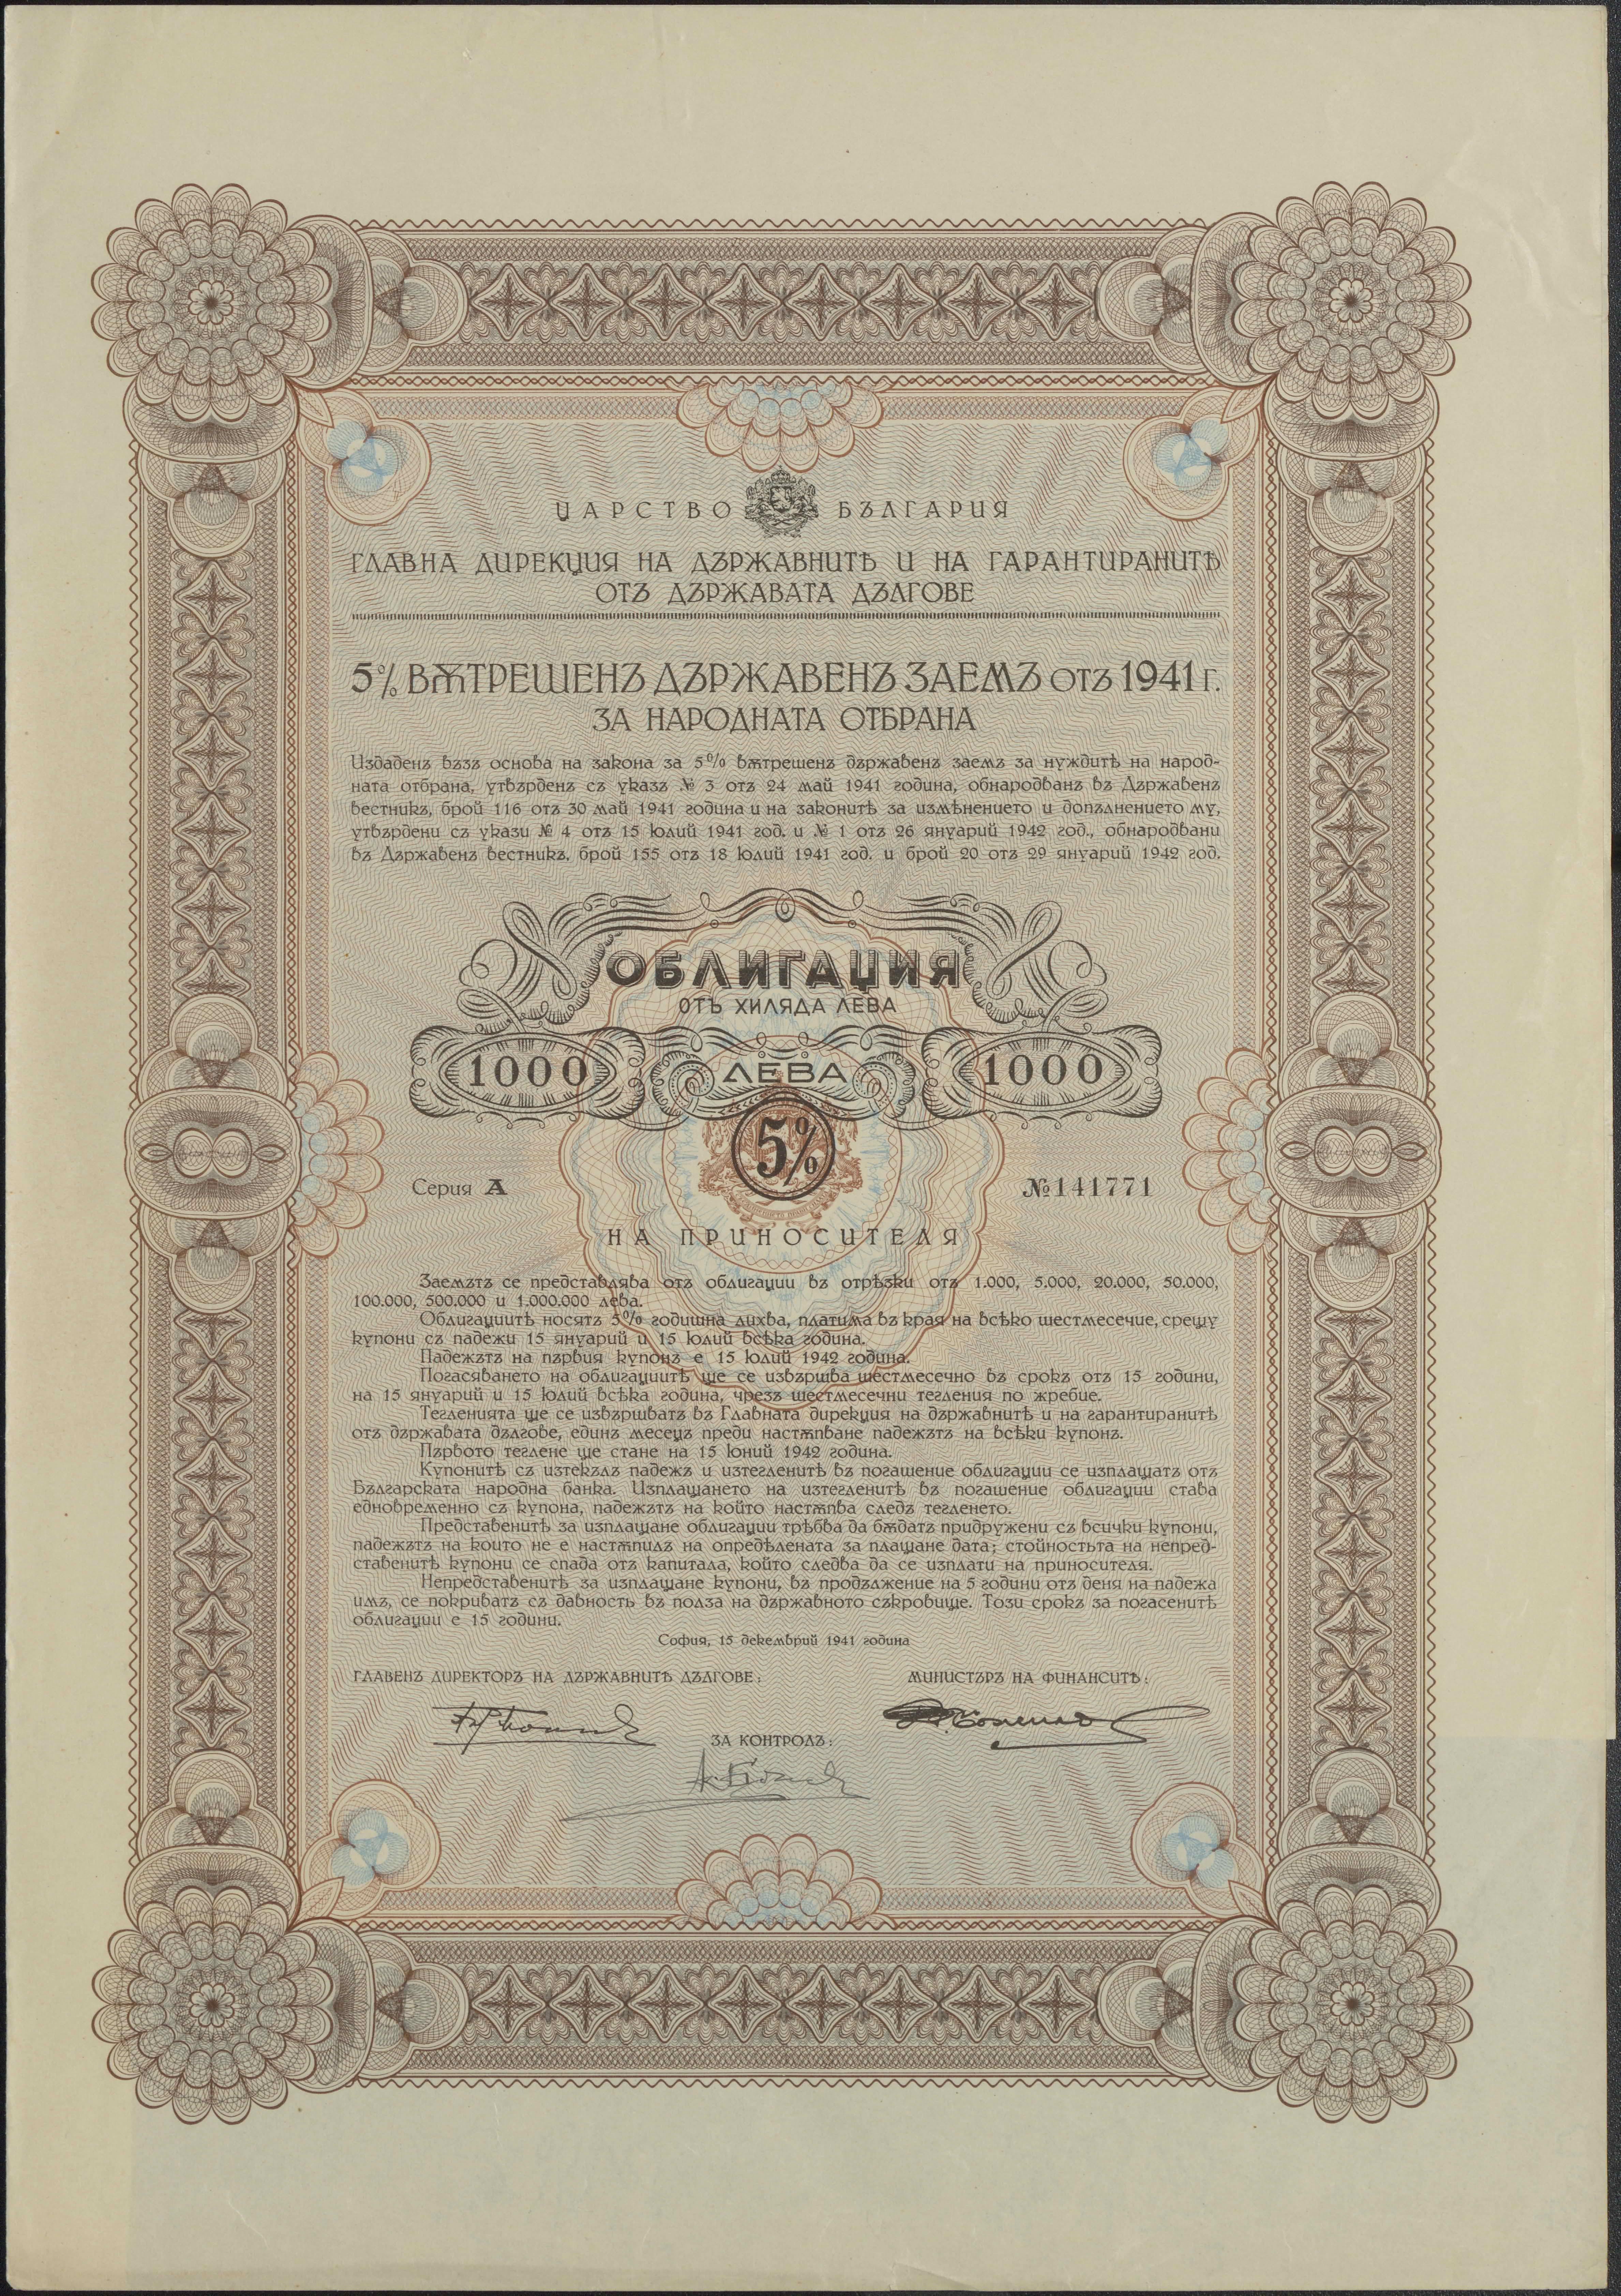 ЦАРСТВО БЪЛГАРИЯ
ГЛАВНА ДИРЕКЦИЯ НА ДЪРЖАВНИТѢ И НА ГАРАНТИРАНИТѢ
ОТЪ ДЪРЖАВАТА ДЪЛГОВЕ
5% ВѪТРЕШЕНЪ ДЪРЖАВЕНЪ ЗАЕМЪ ОТЪ 1941 Г.
ЗА НАРОДНАТА ОТБРАНА
Издаденъ възъ основа на закона за 5% вѫтрешенъ държавенъ заемъ за нуждитѣ на народ-
ната отбрана, утвърденъ съ указъ № 3 отъ 24 май 1941 година, обнародванъ въ Държавенъ
вестникъ, брой 116 отъ 30 май 1941 година и на законитѣ за измѣнението и допълнението му,
утвърдени съ укази № 4 отъ 15 юлий 1941 год. и № 1 отъ 26 януарий 1942 год., обнародвани
въ Държавенъ вестникъ, брой 155 отъ 18 юлий 1941 год. и брой 20 отъ 29 януарий 1942 год.
ОБЛИГАЦИЯ
ОТЪ ХИЛЯДА ЛЕВА
1000 ЛЕВА 1000
5%
Серия А №141771
НА ПРИНОСИТЕЛЯ
Заемътъ се представлява отъ облигации въ отрѣзки отъ 1.000, 5.000, 20.000, 50.000,
100.000, 500.000 и 1.000.000 лева.
Облигациитѣ носятъ 5% годишна лихва, платима въ края на всѣко шестмесечие, срещу
купони съ падежи 15 януарий и 15 юлий всѣка година.
Падежътъ на първия купонъ е 15 юлий 1942 година.
Погасяването на облигациитѣ ще се извършва шестмесечно въ срокъ отъ 15 години,
на 15 януарий и 15 юлий всѣка година, чрезъ шестмесечни тегления по жребие.
Тегленията ще се извършватъ въ Главната дирекция на държавнитѣ и на гарантиранитѣ
отъ държавата дългове, единъ месецъ преди настѫпване падежътъ на всѣки купонъ.
Първото теглене ще стане на 15 юний 1942 година.
Купонитѣ съ изтекълъ падежъ и изтегленитѣ въ погашение облигации се изплащатъ отъ
Българската народна банка. Изплащането на изтегленитѣ въ погашение облигации става
едновременно съ купона, падежътъ на който настѫпва следъ тегленето.
Представенитѣ за изплащане облигации трѣбва да бѫдатъ придружени съ всички купони,
падежътъ на които не е настѫпилъ на опредѣлената за плащане дата; стойностьта на непред-
ставенитѣ купони се спада отъ капитала, който следва да се изплати на приносителя.
Непредставенитѣ за изплащане купони, въ продължение на 5 години отъ деня на падежа
имъ, се покриватъ съ давность въ полза на държавното съкровище. Този срокъ за погасенитѣ
облигации е 15 години.
София, 15 декемврий 1941 година
ГЛАВЕНЪ ДИРЕКТОРЪ НА ДЪРЖАВНИТѢ ДЪЛГОВЕ: МИНИСТЪРЪ НА ФИНАНСИТѢ:
ЗА КОНТРОЛЪ: